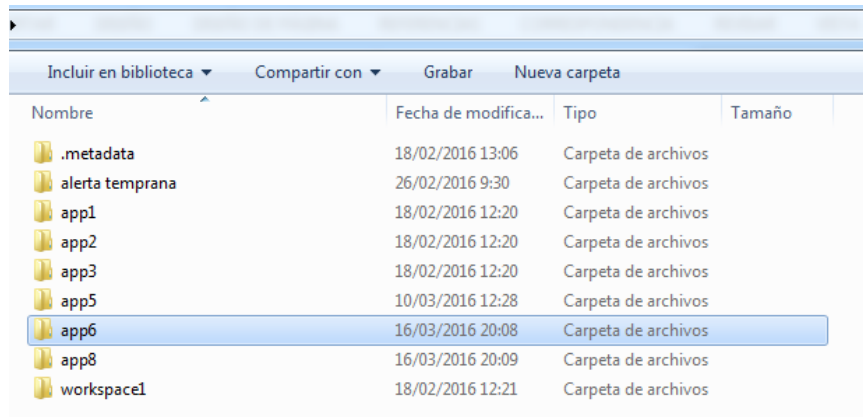 Incluir en biblioteca Compartir con Grabar Nueva carpeta
Nombre Fecha de modifica... Tipo Tamaño
.metadata 18/02/2016 13:06 Carpeta de archivos
alerta temprana 26/02/2016 9:30 Carpeta de archivos
app1 18/02/2016 12:20 Carpeta de archivos
app2 18/02/2016 12:20 Carpeta de archivos
app3 18/02/2016 12:20 Carpeta de archivos
app5 10/03/2016 12:28 Carpeta de archivos
app6 16/03/2016 20:08 Carpeta de archivos
app8 16/03/2016 20:09 Carpeta de archivos
workspace1 18/02/2016 12:21 Carpeta de archivos